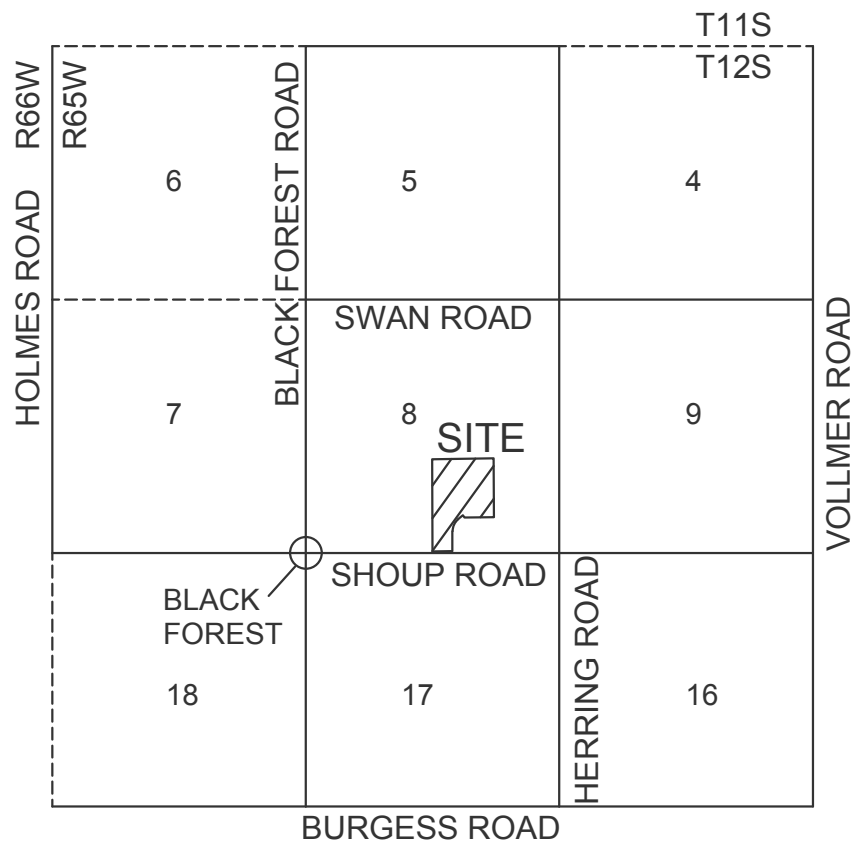 T11S
T12S
R66W
R65W
HOLMES ROAD
BLACK FOREST ROAD
6
5
4
SWAN ROAD
7
8
9
SITE
VOLLMER ROAD
SHOUP ROAD
BLACK
FOREST
HERRING ROAD
18
17
16
BURGESS ROAD